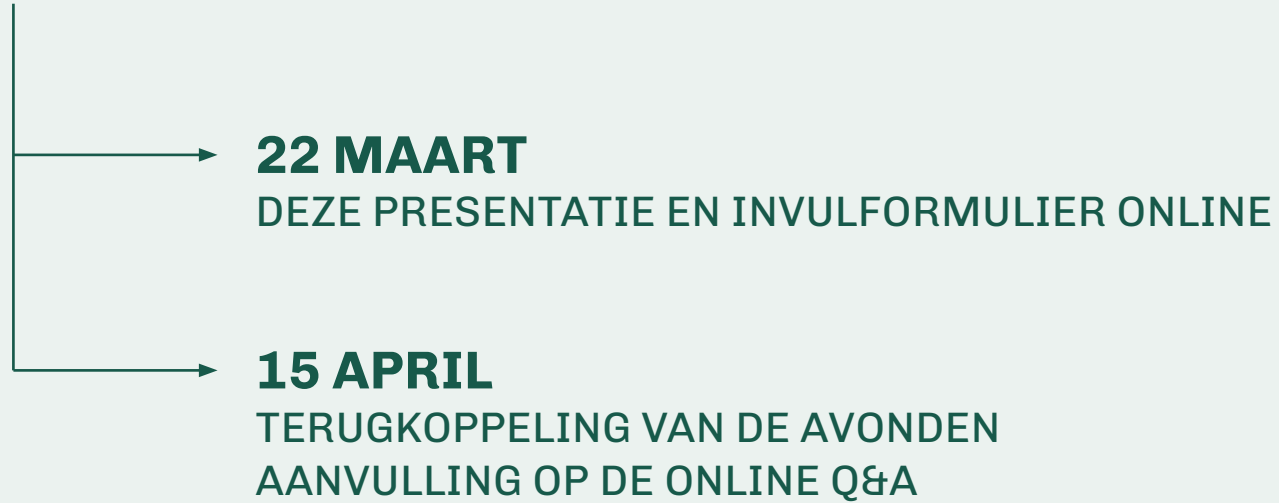 22 MAART
DEZE PRESENTATIE EN INVULFORMULIER ONLINE
15 APRIL
TERUGKOPPELING VAN DE AVONDEN
AANVULLING OP DE ONLINE Q&A